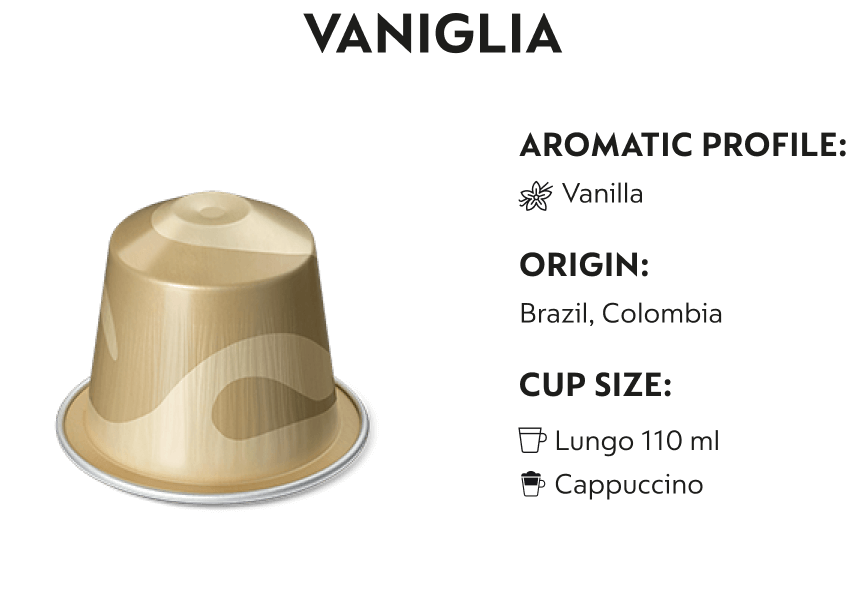 VANIGLIA
AROMATIC PROFILE:
Vanilla
ORIGIN:
Brazil, Colombia
CUP SIZE:
Lungo 110 ml
Cappuccino